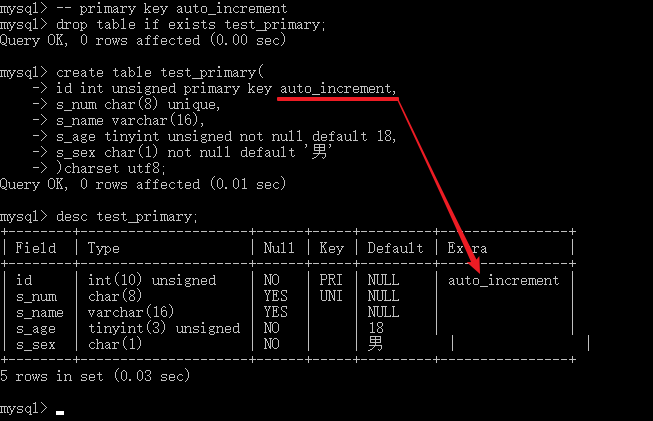 mysql> -- primary key auto_increment
mysql> drop table if exists test_primary;
Query OK, 0 rows affected (0.00 sec)
mysql> create table test_primary(
    -> id int unsigned primary key auto_increment,
    -> s_num char(8) unique,
    -> s_name varchar(16),
    -> s_age tinyint unsigned not null default 18,
    -> s_sex char(1) not null default '男'
    -> )charset utf8;
Query OK, 0 rows affected (0.01 sec)
mysql> desc test_primary;
+--------+---------------------+------+-----+---------+----------------+
| Field  | Type                | Null | Key | Default | Extra          |
+--------+---------------------+------+-----+---------+----------------+
| id     | int(10) unsigned    | NO   | PRI | NULL    | auto_increment |
| s_num  | char(8)             | YES  | UNI | NULL    |                |
| s_name | varchar(16)         | YES  |     | NULL    |                |
| s_age  | tinyint(3) unsigned | NO   |     | 18      |                |
| s_sex  | char(1)             | NO   |     | 男       |                |
+--------+---------------------+------+-----+---------+----------------+
5 rows in set (0.03 sec)
mysql>